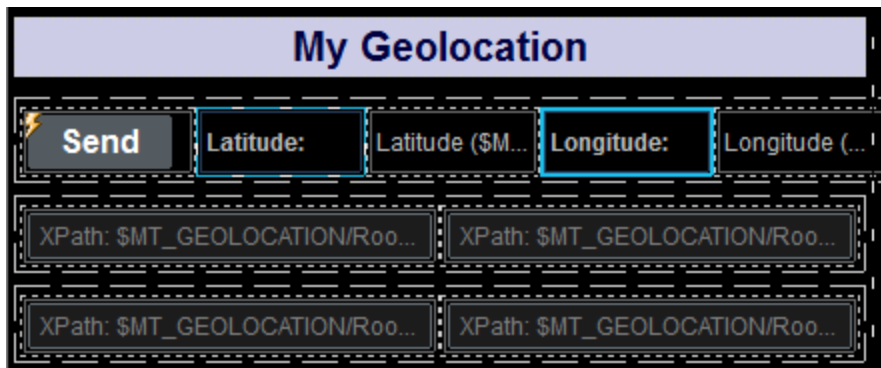 My Geolocation
Send Latitude: Latitude ($M... Longitude: Longitude (...
XPath: $MT_GEOLOCATION/Roo... XPath: $MT_GEOLOCATION/Roo...
XPath: $MT_GEOLOCATION/Roo... XPath: $MT_GEOLOCATION/Roo...